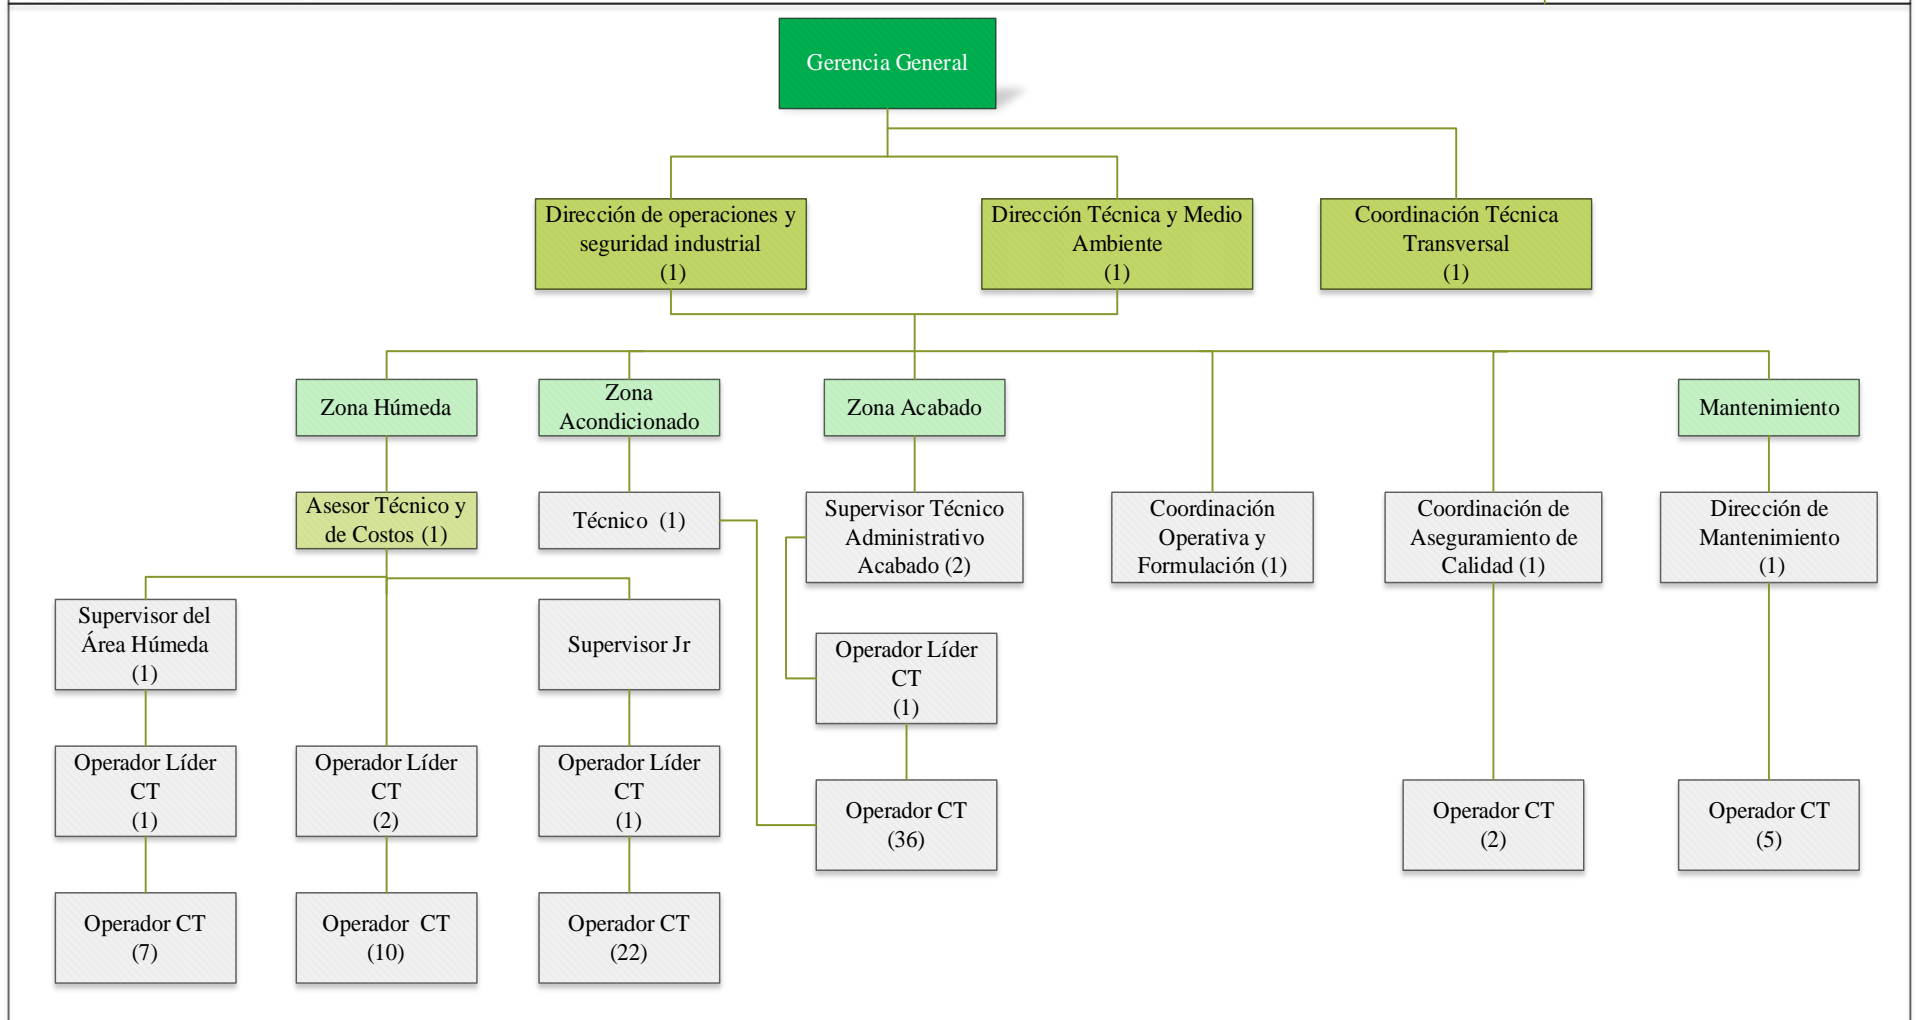 Gerencia General
Dirección de operaciones y
seguridad industrial
(1)
Dirección Técnica y Medio
Ambiente
(1)
Coordinación Técnica
Transversal
(1)
Zona Húmeda
Zona
Acondicionado
Zona Acabado
Mantenimiento
Asesor Técnico y
de Costos (1)
Técnico (1)
Supervisor Técnico
Administrativo
Acabado (2)
Coordinación
Operativa y
Formulación (1)
Coordinación de
Aseguramiento de
Calidad (1)
Dirección de
Mantenimiento
(1)
Supervisor del
Área Húmeda
(1)
Supervisor Jr
Operador Líder
CT
(1)
Operador Líder
CT
(1)
Operador Líder
CT
(2)
Operador Líder
CT
(1)
Operador CT
(36)
Operador CT
(2)
Operador CT
(5)
Operador CT
(7)
Operador CT
(10)
Operador CT
(22)